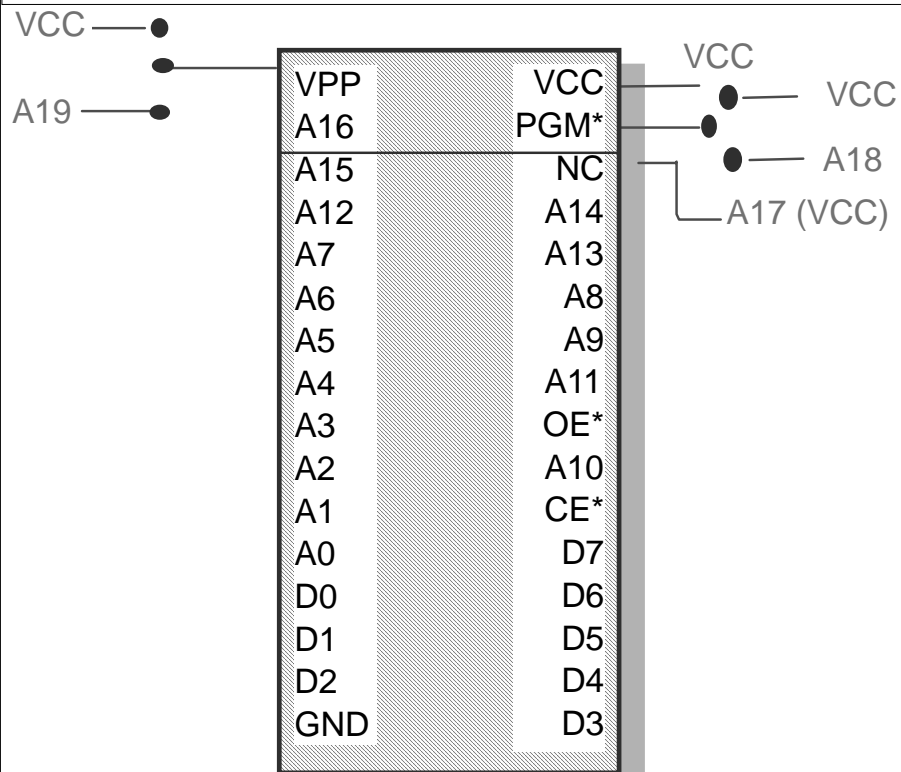 VCC
A19
VPP
A16
A15
A12
A7
A6
A5
A4
A3
A2
A1
A0
D0
D1
D2
GND
VCC
PGM*
NC
A14
A13
A8
A9
A11
OE*
A10
CE*
D7
D6
D5
D4
D3
VCC
VCC
A18
A17 (VCC)